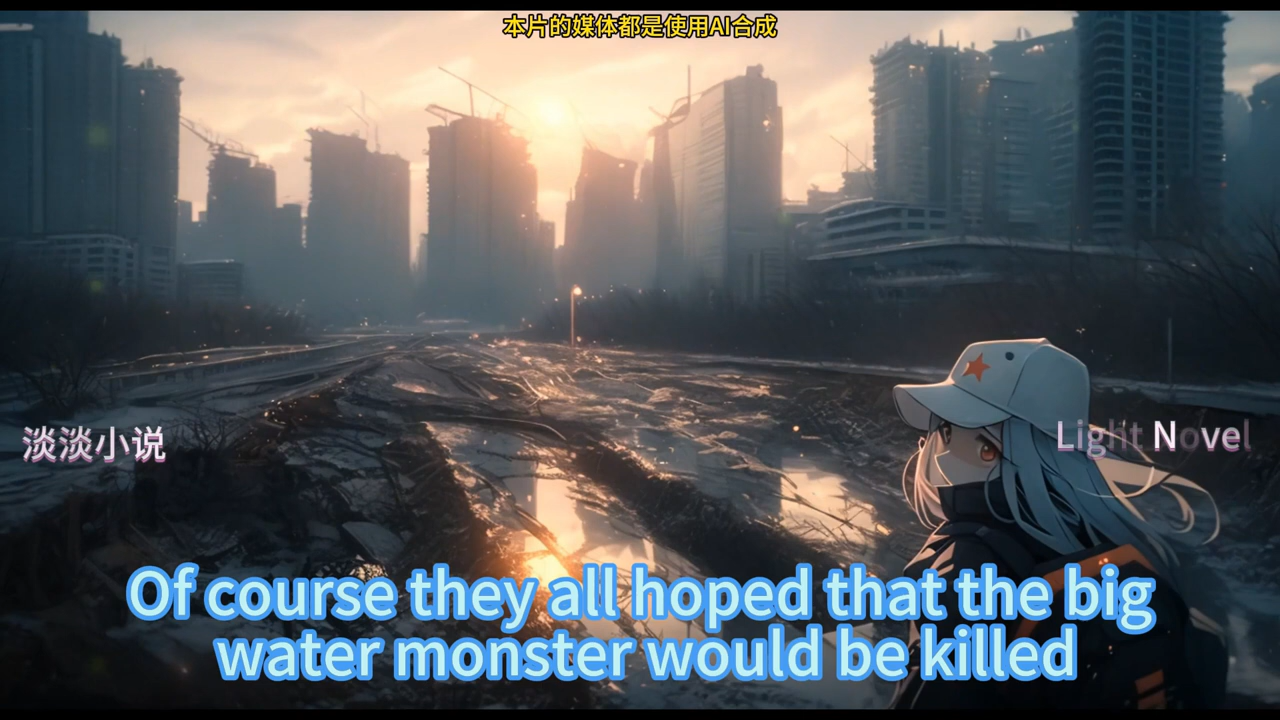 本片的媒体都是使用AI合成
淡淡小说
Light Novel
Of course they all hoped that the big
water monster would be killed